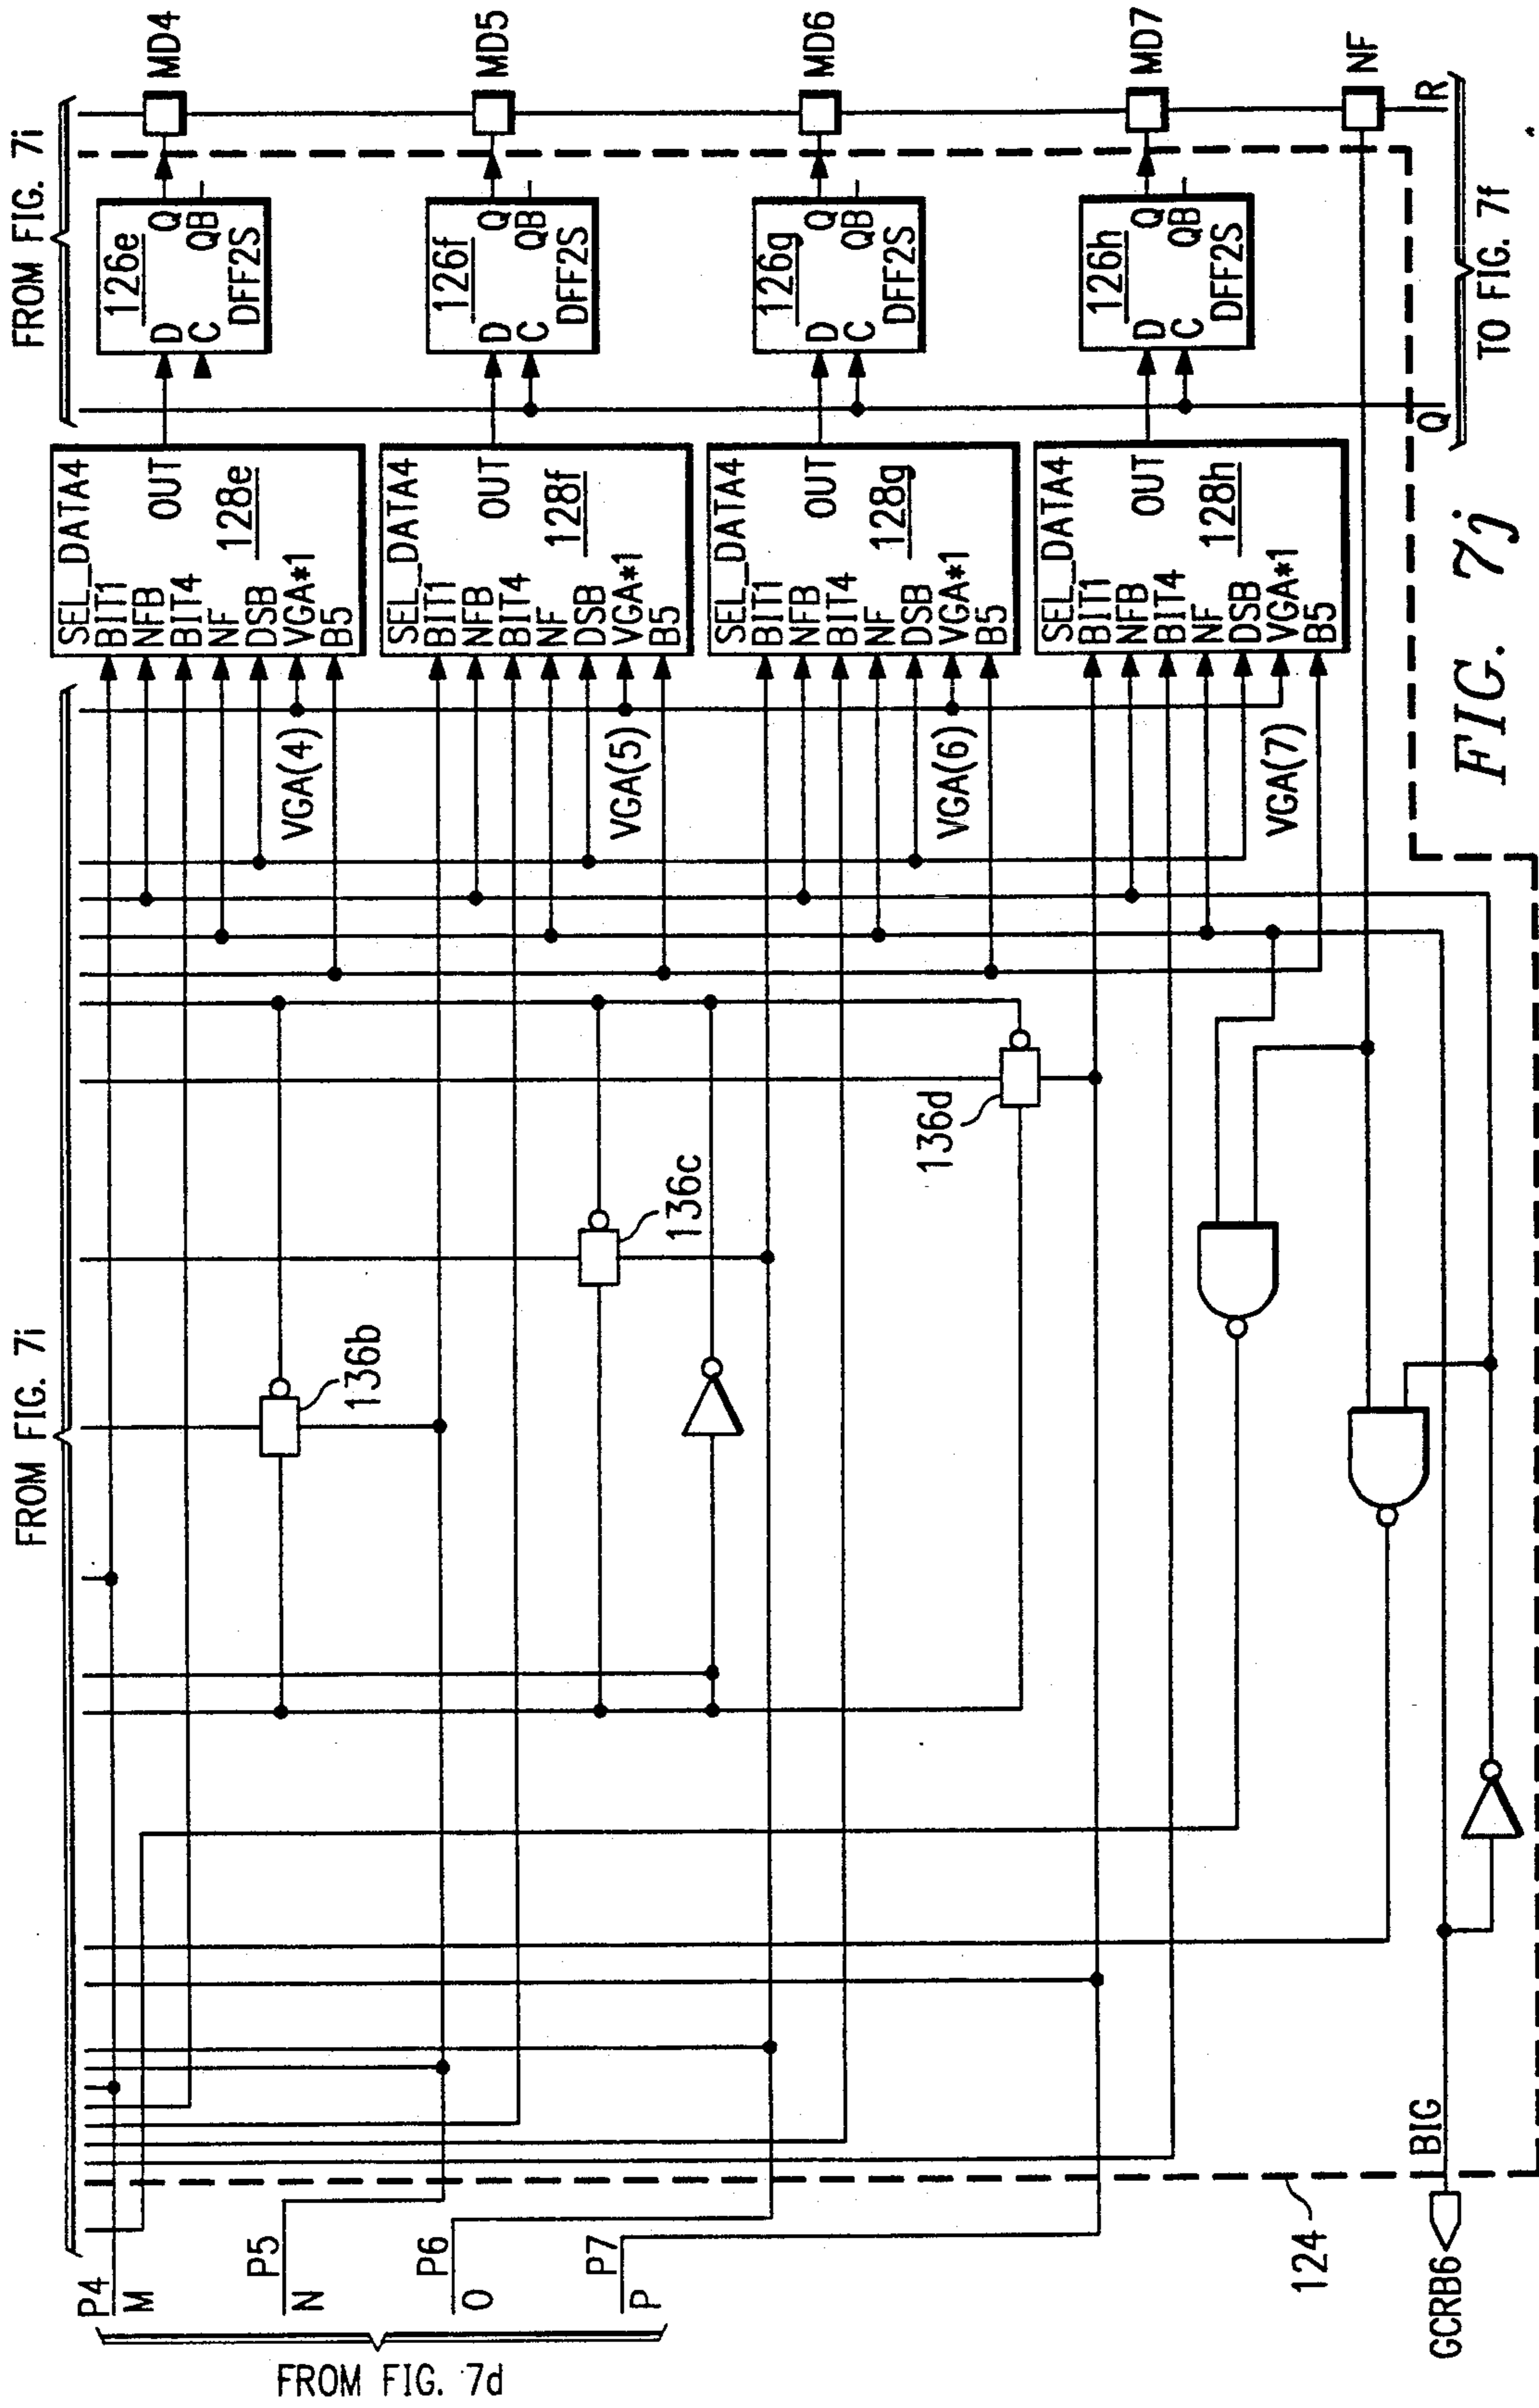 FROM FIG. 7i
FROM FIG. 7i
SEL_DATA4
BIT1
NFB
BIT4
NF
DSB
VGA*1
B5
OUT
128e
126e
D
C
Q
QB
DFF2S
MD4
VGA(4)
SEL_DATA4
BIT1
NFB
BIT4
NF
DSB
VGA*1
B5
OUT
128f
126f
D
C
Q
QB
DFF2S
MD5
VGA(5)
SEL_DATA4
BIT1
NFB
BIT4
NF
DSB
VGA*1
B5
OUT
128g
126g
D
C
Q
QB
DFF2S
MD6
VGA(6)
SEL_DATA4
BIT1
NFB
BIT4
NF
DSB
VGA*1
B5
OUT
128h
126h
D
C
Q
QB
DFF2S
MD7
VGA(7)
NF
136b
136c
136d
P4
M
P5
N
P6
O
P7
P
FROM FIG. 7d
124
BIG
GCRB6
Q
R
TO FIG. 7f
FIG. 7j